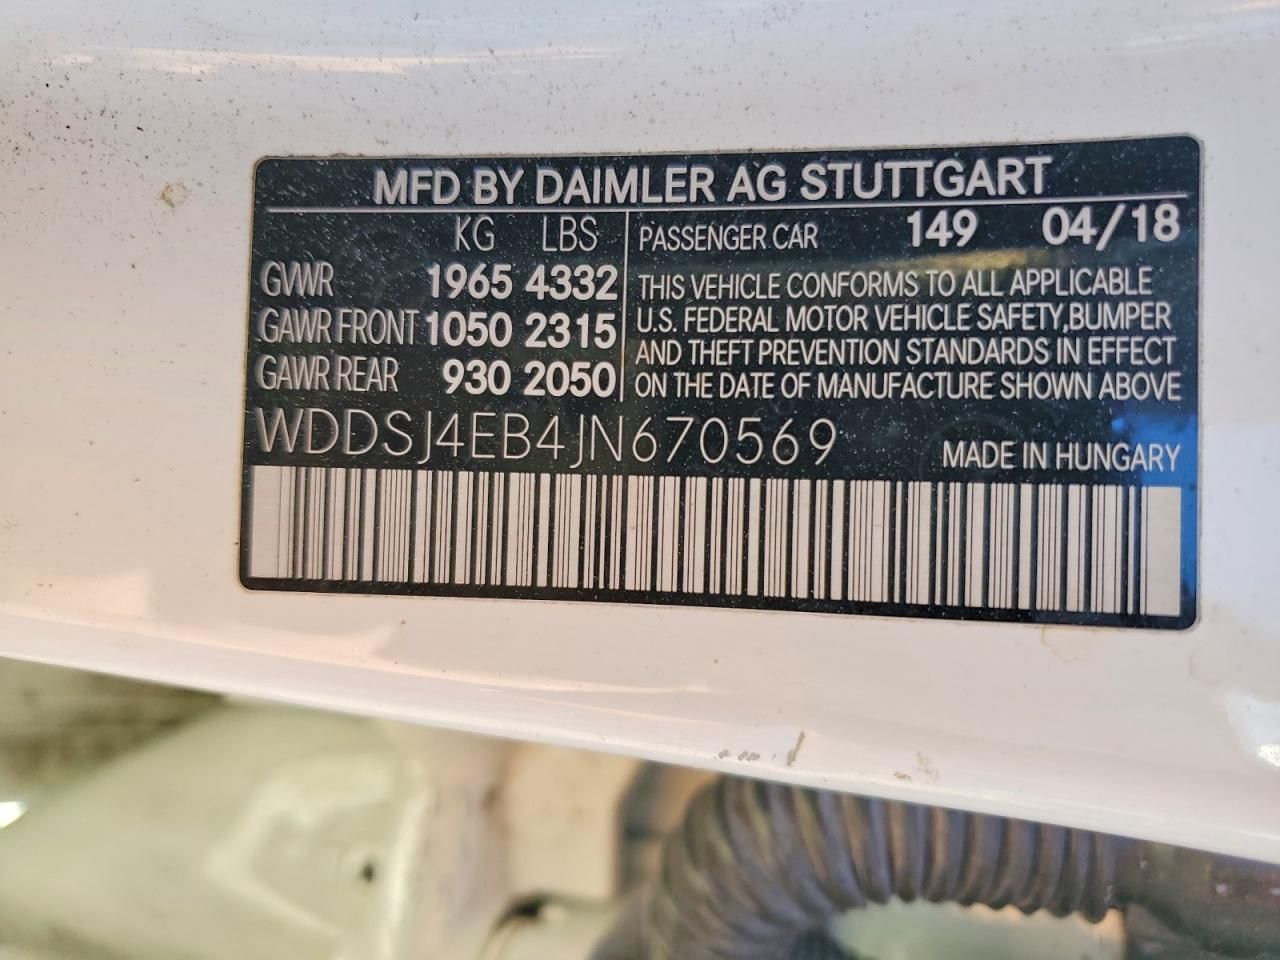 MFD BY DAIMLER AG STUTTGART
KG LBS
GVWR 1965 4332
GAWR FRONT 1050 2315
GAWR REAR 930 2050
PASSENGER CAR 149 04/18
THIS VEHICLE CONFORMS TO ALL APPLICABLE
U.S. FEDERAL MOTOR VEHICLE SAFETY,BUMPER
AND THEFT PREVENTION STANDARDS IN EFFECT
ON THE DATE OF MANUFACTURE SHOWN ABOVE
WDDSJ4EB4JN670569 MADE IN HUNGARY